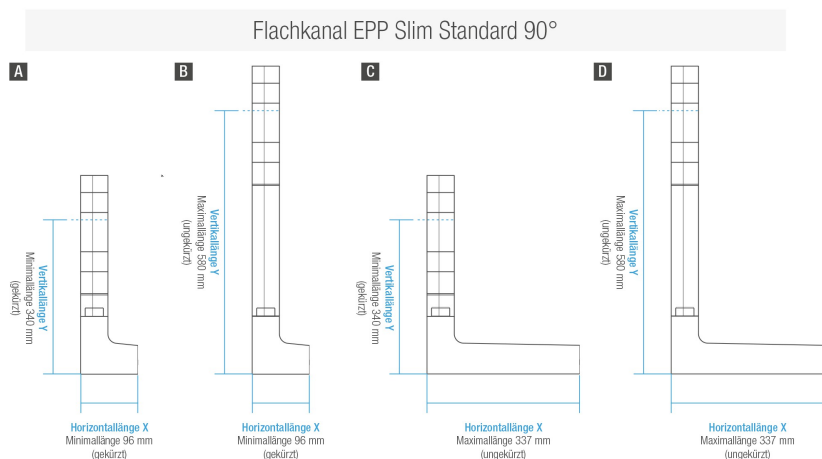 Flachkanal EPP Slim Standard 90°
A
Vertikallänge Y
Minimallänge 340 mm
(gekürzt)
Horizontallänge X
Minimallänge 96 mm
(gekürzt)
B
Vertikallänge Y
Maximallänge 580 mm
(ungekürzt)
Horizontallänge X
Minimallänge 96 mm
(gekürzt)
C
Vertikallänge Y
Minimallänge 340 mm
(gekürzt)
Horizontallänge X
Maximallänge 337 mm
(ungekürzt)
D
Vertikallänge Y
Maximallänge 580 mm
(ungekürzt)
Horizontallänge X
Maximallänge 337 mm
(ungekürzt)